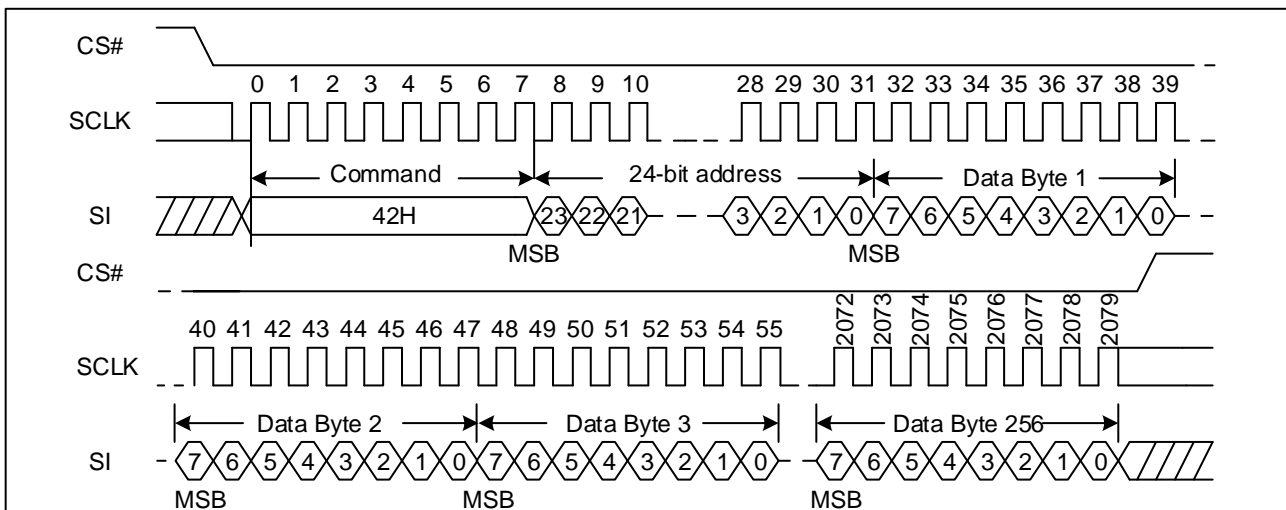 CS#
0 1 2 3 4 5 6 7 8 9 10 28 29 30 31 32 33 34 35 36 37 38 39
SCLK
Command 24-bit address Data Byte 1
SI 42H 23 22 21 3 2 1 0 7 6 5 4 3 2 1 0
MSB MSB
CS#
40 41 42 43 44 45 46 47 48 49 50 51 52 53 54 55 2072 2073 2074 2075 2076 2077 2078 2079
SCLK
Data Byte 2 Data Byte 3 Data Byte 256
SI 7 6 5 4 3 2 1 0 7 6 5 4 3 2 1 0 7 6 5 4 3 2 1 0
MSB MSB MSB